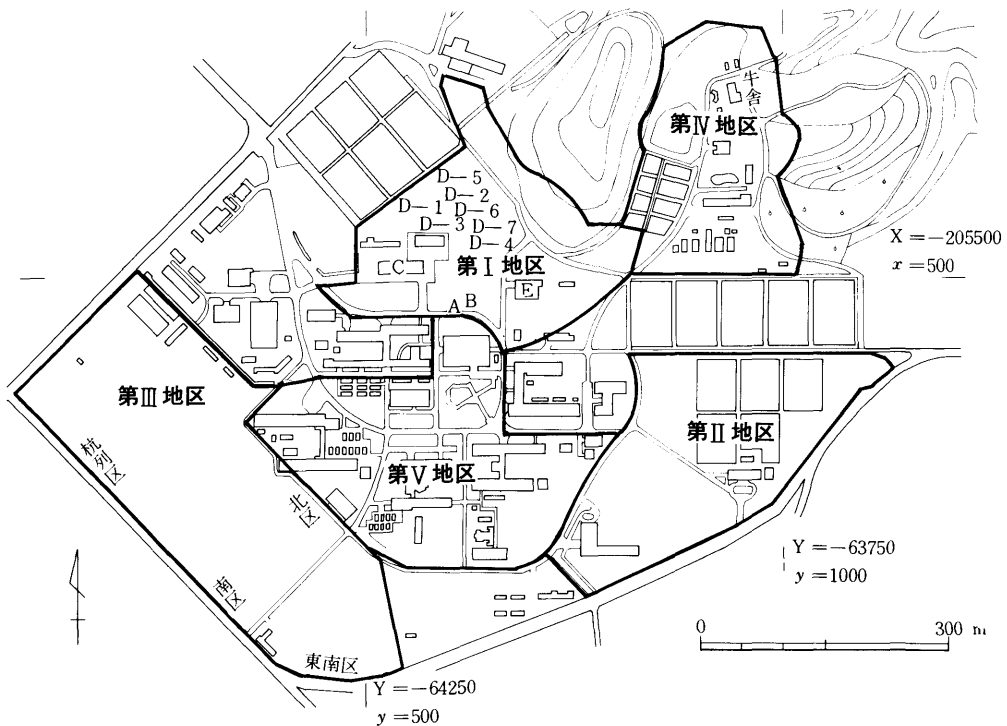 牛舎
第Ⅳ地区
D-5
D-2
D-1 D-6
D-3 D-7
D-4
X=-205500
x=500
第Ⅰ地区
C
E
A B
第Ⅲ地区
杭列区
第Ⅱ地区
第Ⅴ地区
北区
Y=-63750
y=1000
南区
0 300 m
東南区
Y=-64250
y=500